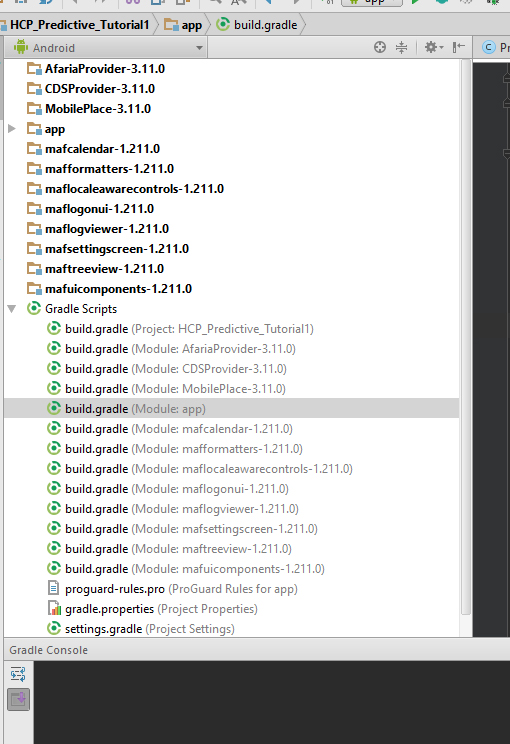 app
HCP_Predictive_Tutorial1 app build.gradle
Android
AfariaProvider-3.11.0
CDSProvider-3.11.0
MobilePlace-3.11.0
app
mafcalendar-1.211.0
mafformatters-1.211.0
maflocaleawarecontrols-1.211.0
maflogonui-1.211.0
maflogviewer-1.211.0
mafsettingscreen-1.211.0
maftreeview-1.211.0
mafuicomponents-1.211.0
Gradle Scripts
build.gradle (Project: HCP_Predictive_Tutorial1)
build.gradle (Module: AfariaProvider-3.11.0)
build.gradle (Module: CDSProvider-3.11.0)
build.gradle (Module: MobilePlace-3.11.0)
build.gradle (Module: app)
build.gradle (Module: mafcalendar-1.211.0)
build.gradle (Module: mafformatters-1.211.0)
build.gradle (Module: maflocaleawarecontrols-1.211.0)
build.gradle (Module: maflogonui-1.211.0)
build.gradle (Module: maflogviewer-1.211.0)
build.gradle (Module: mafsettingscreen-1.211.0)
build.gradle (Module: maftreeview-1.211.0)
build.gradle (Module: mafuicomponents-1.211.0)
proguard-rules.pro (ProGuard Rules for app)
gradle.properties (Project Properties)
settings.gradle (Project Settings)
Gradle Console